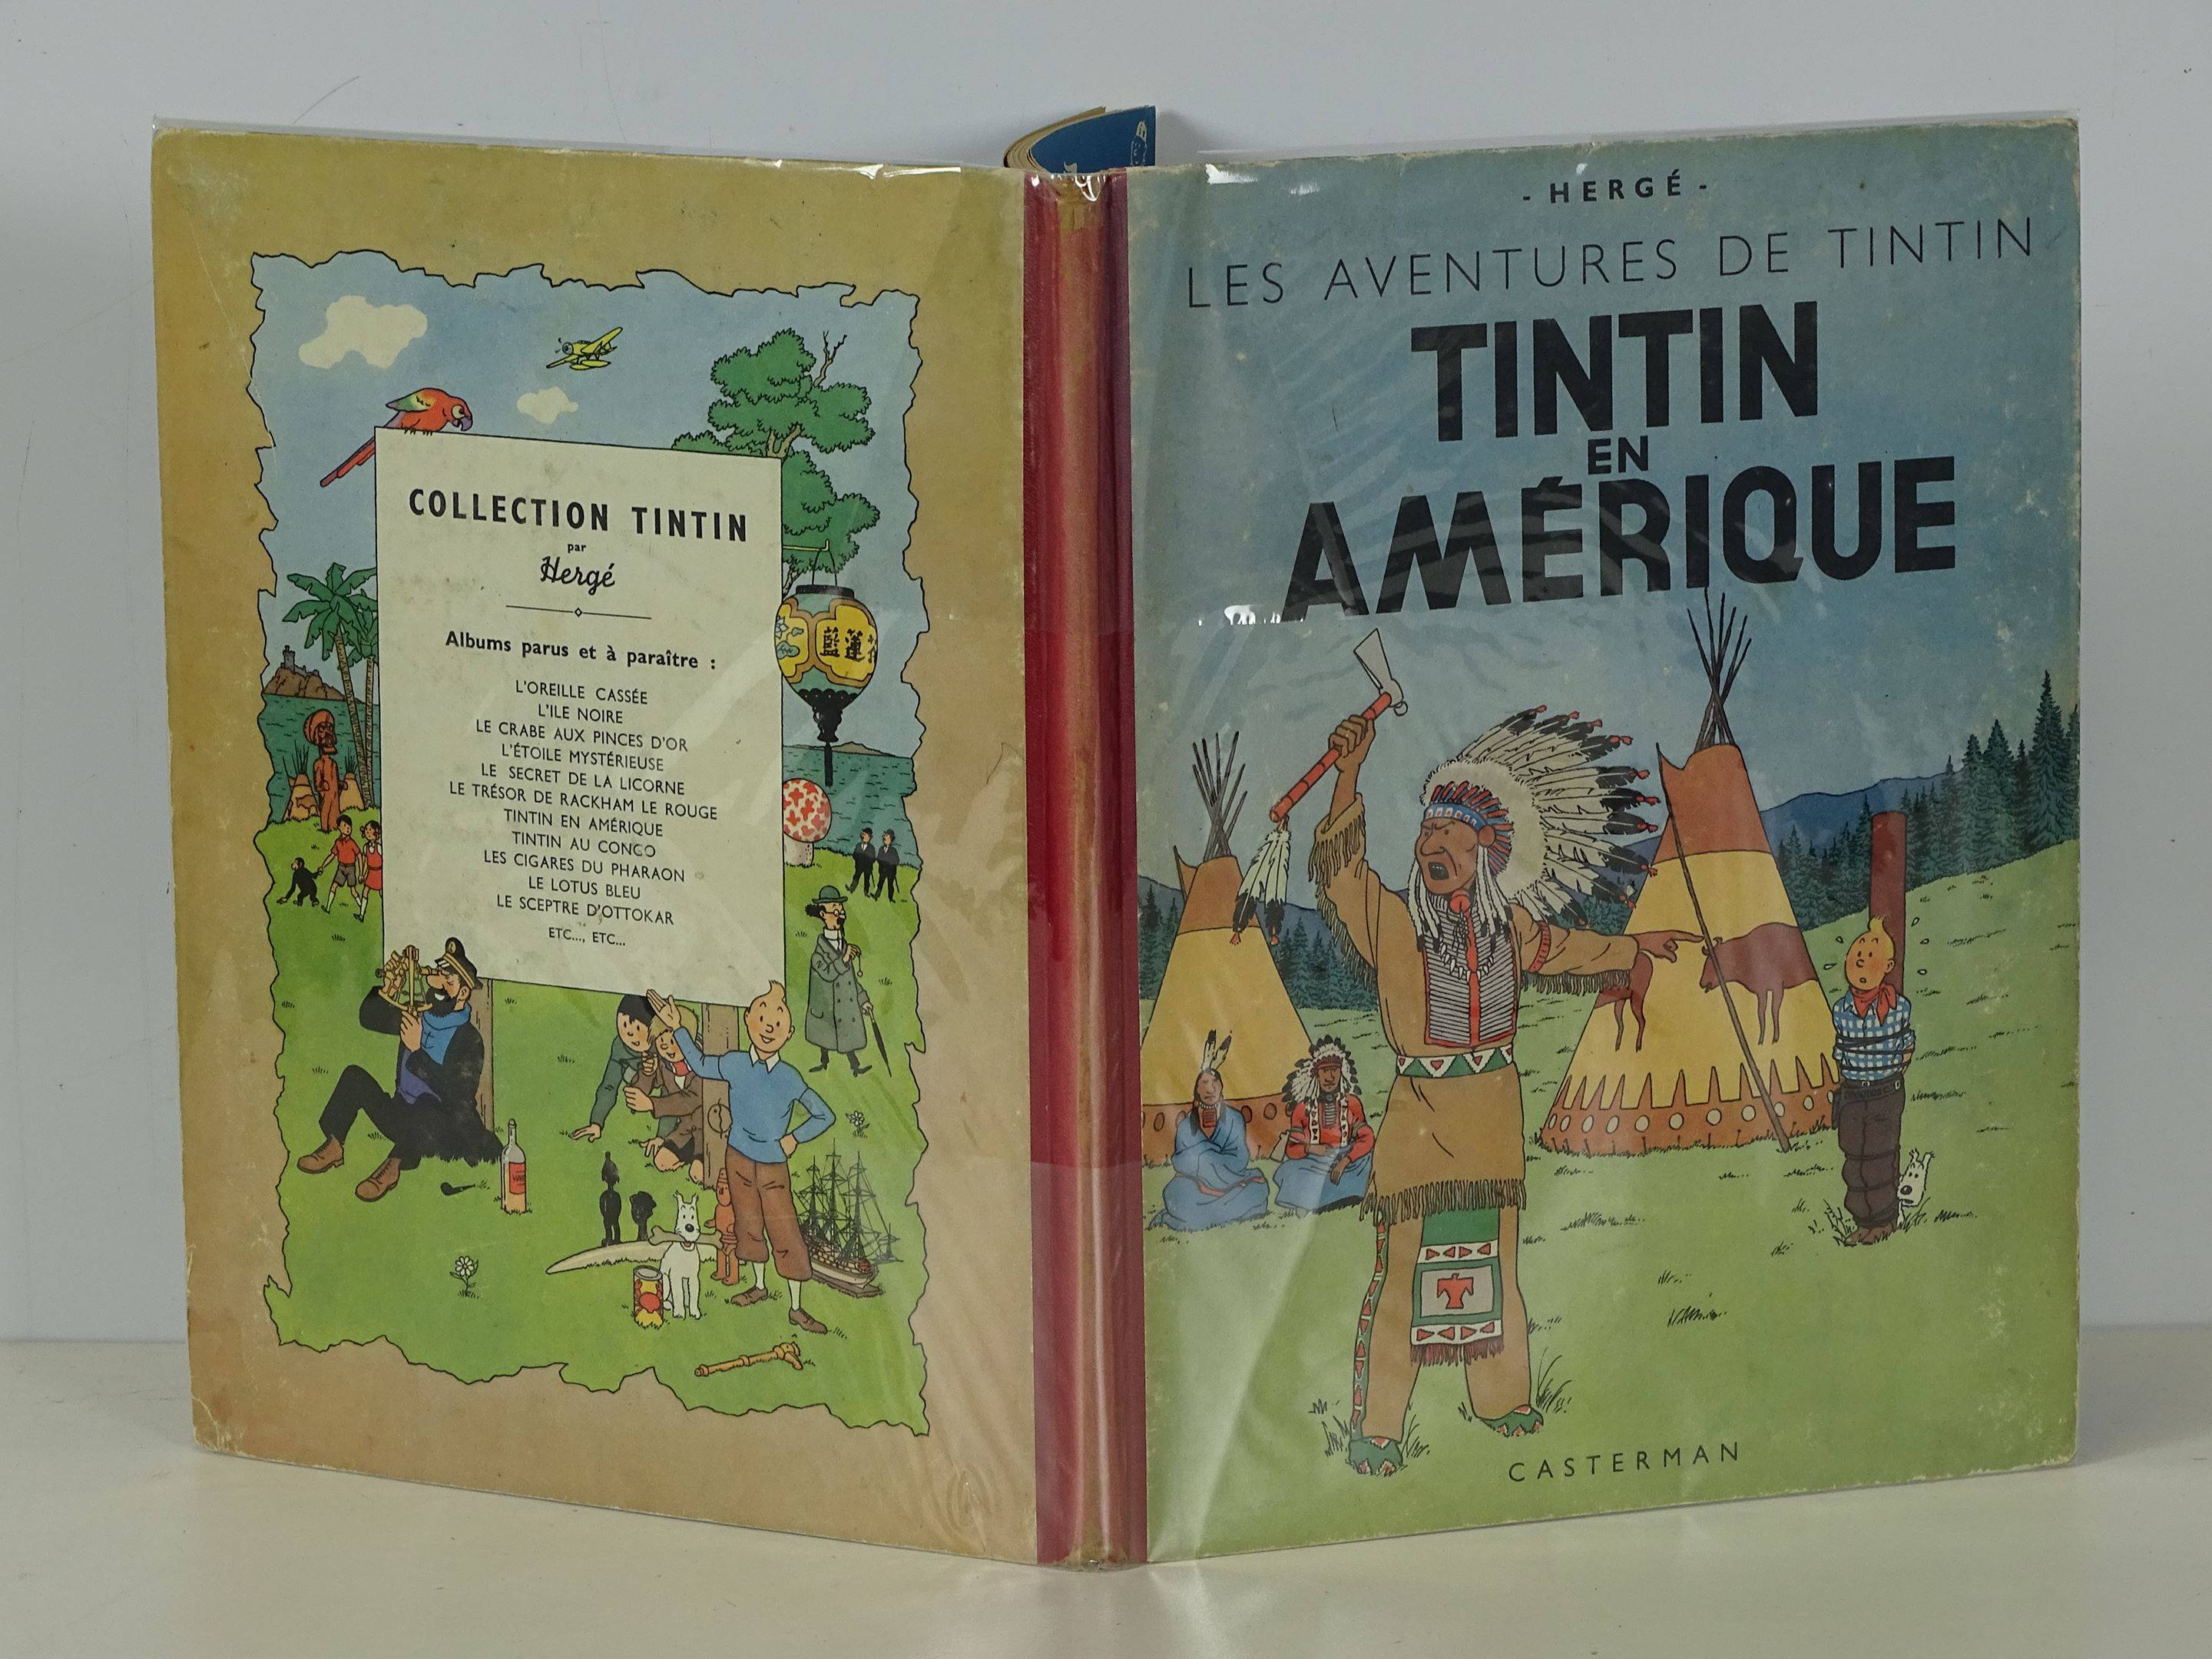 COLLECTION TINTIN
par
Hergé
Albums parus et à paraître :
L'OREILLE CASSÉE
L'ILE NOIRE
LE CRABE AUX PINCES D'OR
L'ÉTOILE MYSTÉRIEUSE
LE SECRET DE LA LICORNE
LE TRÉSOR DE RACKHAM LE ROUGE
TINTIN EN AMÉRIQUE
TINTIN AU CONGO
LES CIGARES DU PHARAON
LE LOTUS BLEU
LE SCEPTRE D'OTTOKAR
ETC..., ETC...
藍蓮
- HERGÉ -
LES AVENTURES DE TINTIN
TINTIN
EN
AMÉRIQUE
CASTERMAN